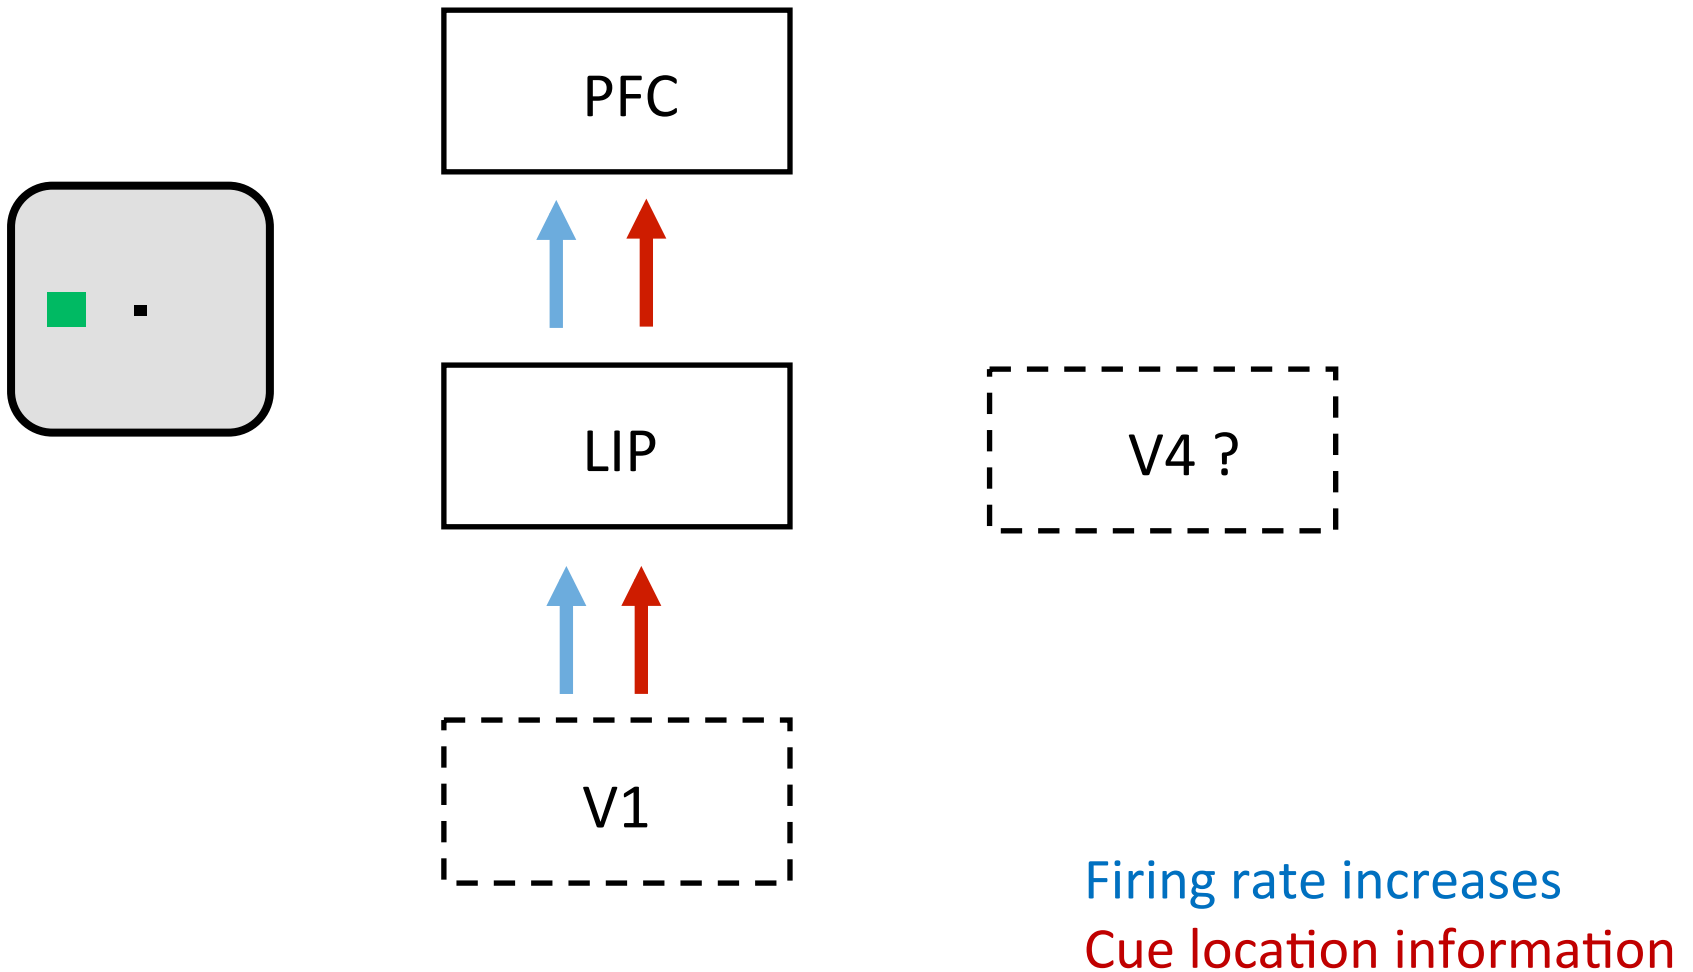 PFC
LIP
V4 ?
V1
Firing rate increases
Cue location information